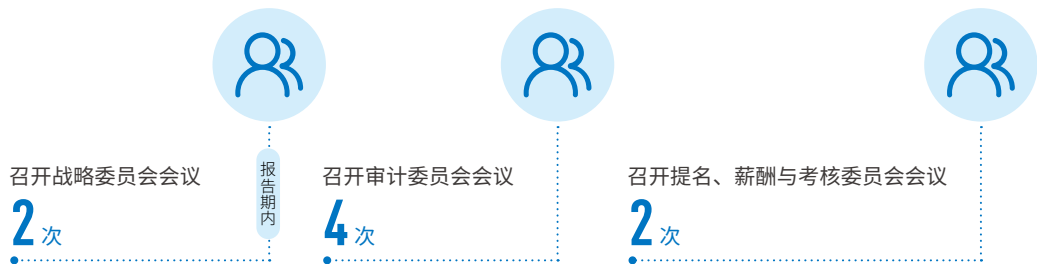 召开战略委员会会议
2 次
报告期内
召开审计委员会会议
4 次
召开提名、薪酬与考核委员会会议
2 次